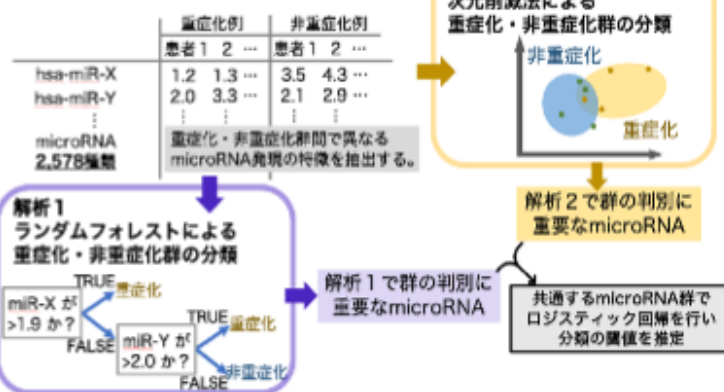 次元削減法による
重症化・非重症化群の分類
非重症化
重症化
重症化例 非重症化例
患者1 2 … 患者1 2 …
hsa-miR-X 1.2 1.3 … 3.5 4.3 …
hsa-miR-Y 2.0 3.3 … 2.1 2.9 …
microRNA
2,578種類
重症化・非重症化群間で異なる
microRNA発現の特徴を抽出する。
解析1
ランダムフォレストによる
重症化・非重症化群の分類
miR-X が
>1.9 か？
TRUE
重症化
FALSE
miR-Y が
>2.0 か？
TRUE
重症化
FALSE
非重症化
解析1で群の判別に
重要なmicroRNA
解析2で群の判別に
重要なmicroRNA
共通するmicroRNA群で
ロジスティック回帰を行い
分類の閾値を推定